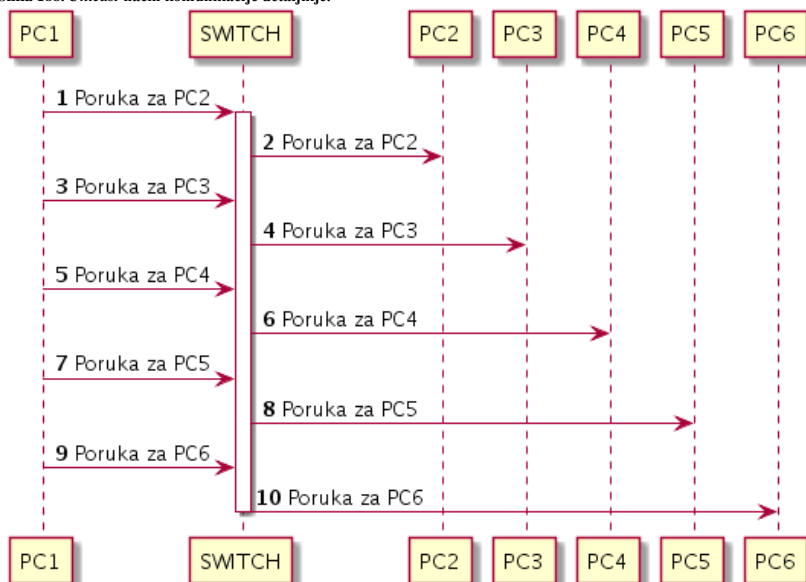 PC1 SWITCH PC2 PC3 PC4 PC5 PC6
1 Poruka za PC2
2 Poruka za PC2
3 Poruka za PC3
4 Poruka za PC3
5 Poruka za PC4
6 Poruka za PC4
7 Poruka za PC5
8 Poruka za PC5
9 Poruka za PC6
10 Poruka za PC6
PC1 SWITCH PC2 PC3 PC4 PC5 PC6